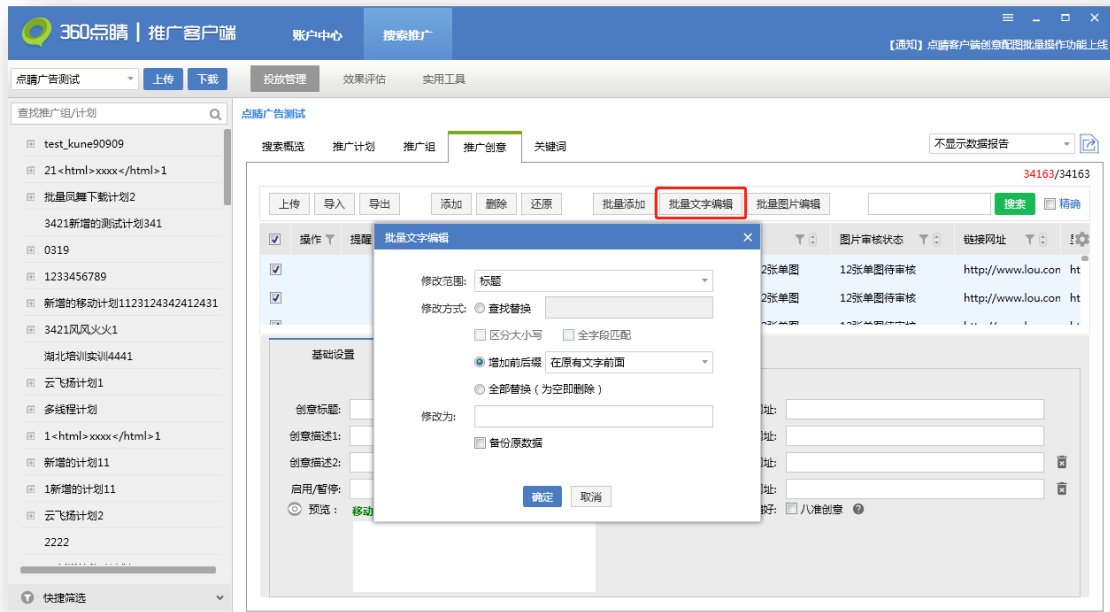 360点睛 | 推广客户端
账户中心
搜索推广
【通知】点睛客户端创意配图批量操作功能上线
点睛广告测试
上传
下载
投放管理
效果评估
实用工具
查找推广组/计划
点睛广告测试
test_kune90909
21<html>xxxx</html>1
批量凤舞下载计划2
3421新增的测试计划341
0319
1233456789
新增的移动计划1123124342412431
3421风风火火1
湖北培训实训4441
云飞扬计划1
多线程计划
1<html>xxxx</html>1
新增的计划11
1新增的计划11
云飞扬计划2
2222
快捷筛选
搜索概览
推广计划
推广组
推广创意
关键词
不显示数据报告
34163/34163
上传
导入
导出
添加
删除
还原
批量添加
批量文字编辑
批量图片编辑
搜索
精确
操作
提醒
图片审核状态
链接网址
2张单图
12张单图待审核
http://www.lou.con
ht
2张单图
12张单图待审核
http://www.lou.con
ht
批量文字编辑
修改范围:
标题
修改方式:
查找替换
区分大小写
全字段匹配
增加前后缀
在原有文字前面
全部替换（为空即删除）
修改为:
备份原数据
确定
取消
基础设置
创意标题:
创意描述1:
创意描述2:
启用/暂停:
预览：
移动
址:
址:
址:
址:
好:
八准创意